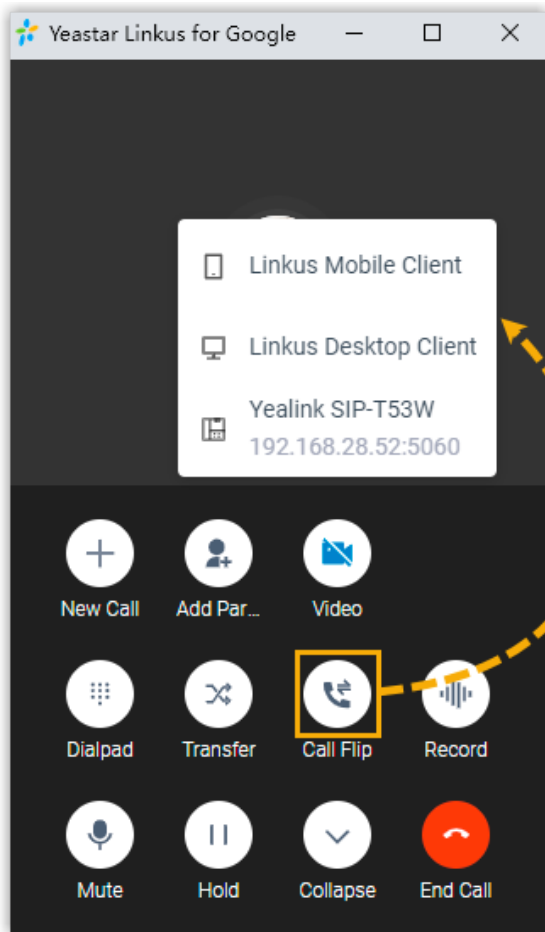 Yeastar Linkus for Google
Linkus Mobile Client
Linkus Desktop Client
Yealink SIP-T53W
192.168.28.52:5060
New Call
Add Par...
Video
Dialpad
Transfer
Call Flip
Record
Mute
Hold
Collapse
End Call